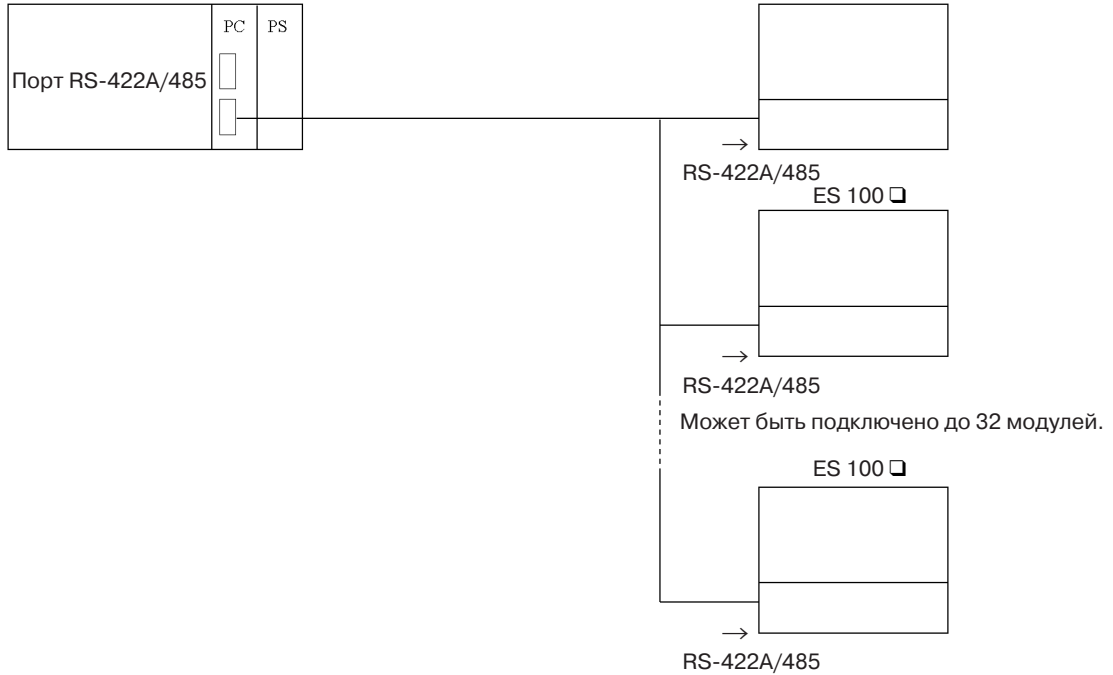 PC PS
Порт RS-422A/485
RS-422A/485
ES 100 ❑
RS-422A/485
Может быть подключено до 32 модулей.
ES 100 ❑
RS-422A/485